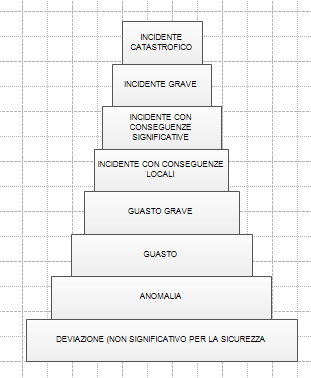 INCIDENTE
CATASTROFICO
INCIDENTE GRAVE
INCIDENTE CON
CONSEGUENZE
SIGNIFICATIVE
INCIDENTE CON CONSEGUENZE
LOCALI
GUASTO GRAVE
GUASTO
ANOMALIA
DEVIAZIONE (NON SIGNIFICATIVO PER LA SICUREZZA